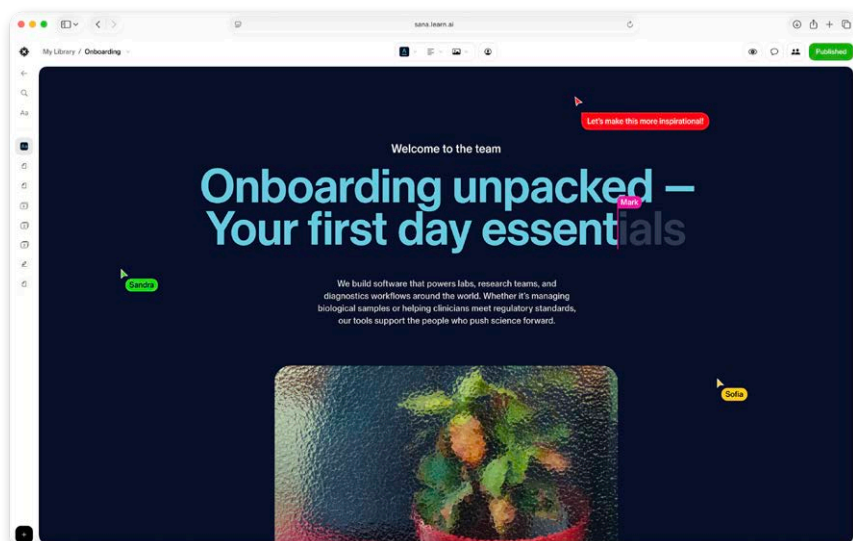 sana.learn.ai
My Library / Onboarding
Published
Aa
Let's make this more inspirational!
Welcome to the team
Onboarding unpacked —
Mark
Your first day essentials
Sandra
We build software that powers labs, research teams, and
diagnostics workflows around the world. Whether it's managing
biological samples or helping clinicians meet regulatory standards,
our tools support the people who push science forward.
Sofia